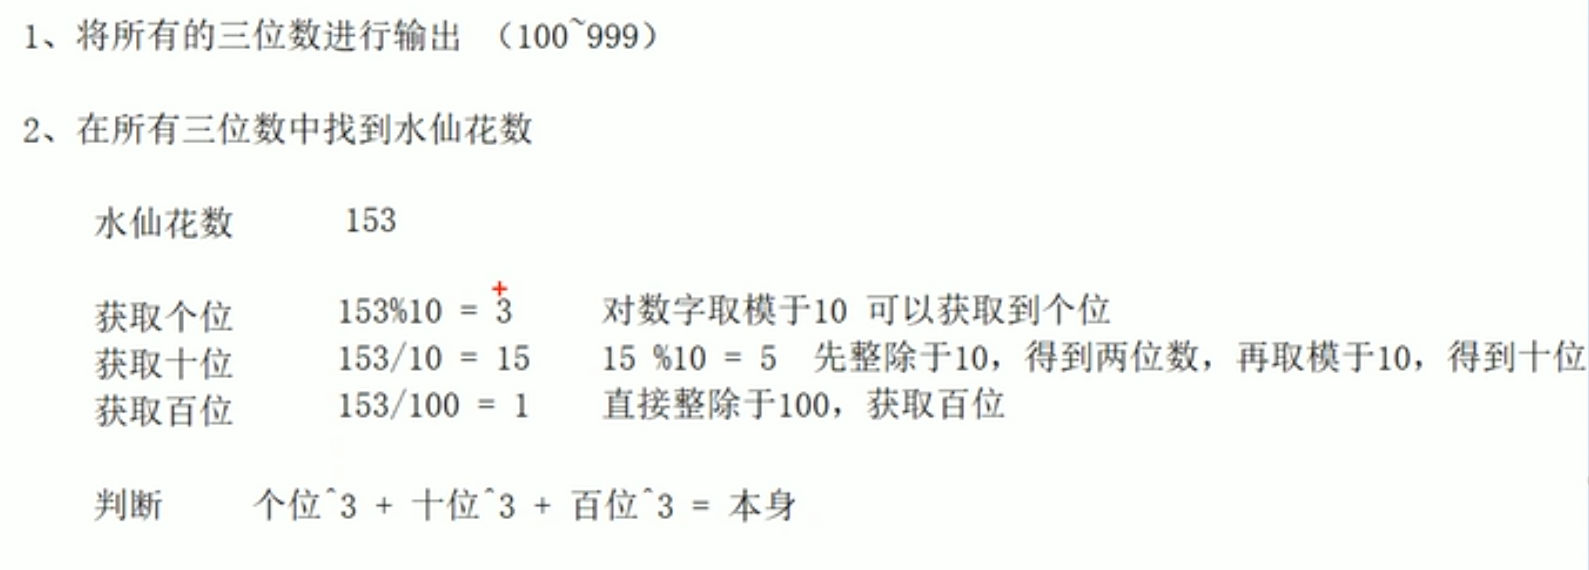 1、将所有的三位数进行输出 （100~999）
2、在所有三位数中找到水仙花数
水仙花数 153
获取个位 153%10 = 3 对数字取模于10 可以获取到个位
获取十位 153/10 = 15 15 %10 = 5 先整除于10，得到两位数，再取模于10，得到十位
获取百位 153/100 = 1 直接整除于100，获取百位
判断 个位^3 + 十位^3 + 百位^3 = 本身